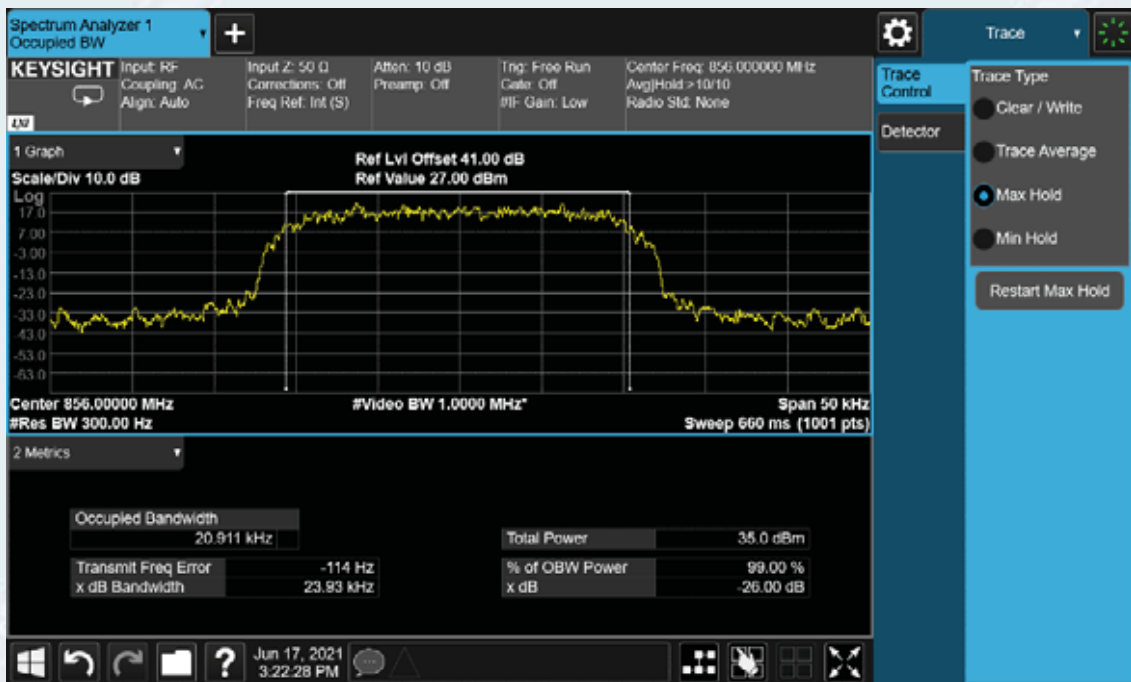 Spectrum Analyzer 1
Occupied BW
+
Trace
KEYSIGHT
Input: RF
Coupling: AC
Align: Auto
Input Z: 50 Ω
Corrections: Off
Freq Ref: Int (S)
Atten: 10 dB
Preamp: Off
Trig: Free Run
Gate: Off
#IF Gain: Low
Center Freq: 856.000000 MHz
Avg|Hold >10/10
Radio Std: None
LXI
Trace Control
Detector
Trace Type
Clear / Write
Trace Average
Max Hold
Min Hold
Restart Max Hold
1 Graph
Scale/Div 10.0 dB
Ref Lvl Offset 41.00 dB
Ref Value 27.00 dBm
Log
17.0
7.00
-3.00
-13.0
-23.0
-33.0
-43.0
-53.0
-63.0
Center 856.00000 MHz
#Video BW 1.0000 MHz*
Span 50 kHz
#Res BW 300.00 Hz
Sweep 660 ms (1001 pts)
2 Metrics
Occupied Bandwidth
20.911 kHz
Total Power 35.0 dBm
Transmit Freq Error -114 Hz
% of OBW Power 99.00 %
x dB Bandwidth 23.93 kHz
x dB -26.00 dB
?
Jun 17, 2021
3:22:28 PM